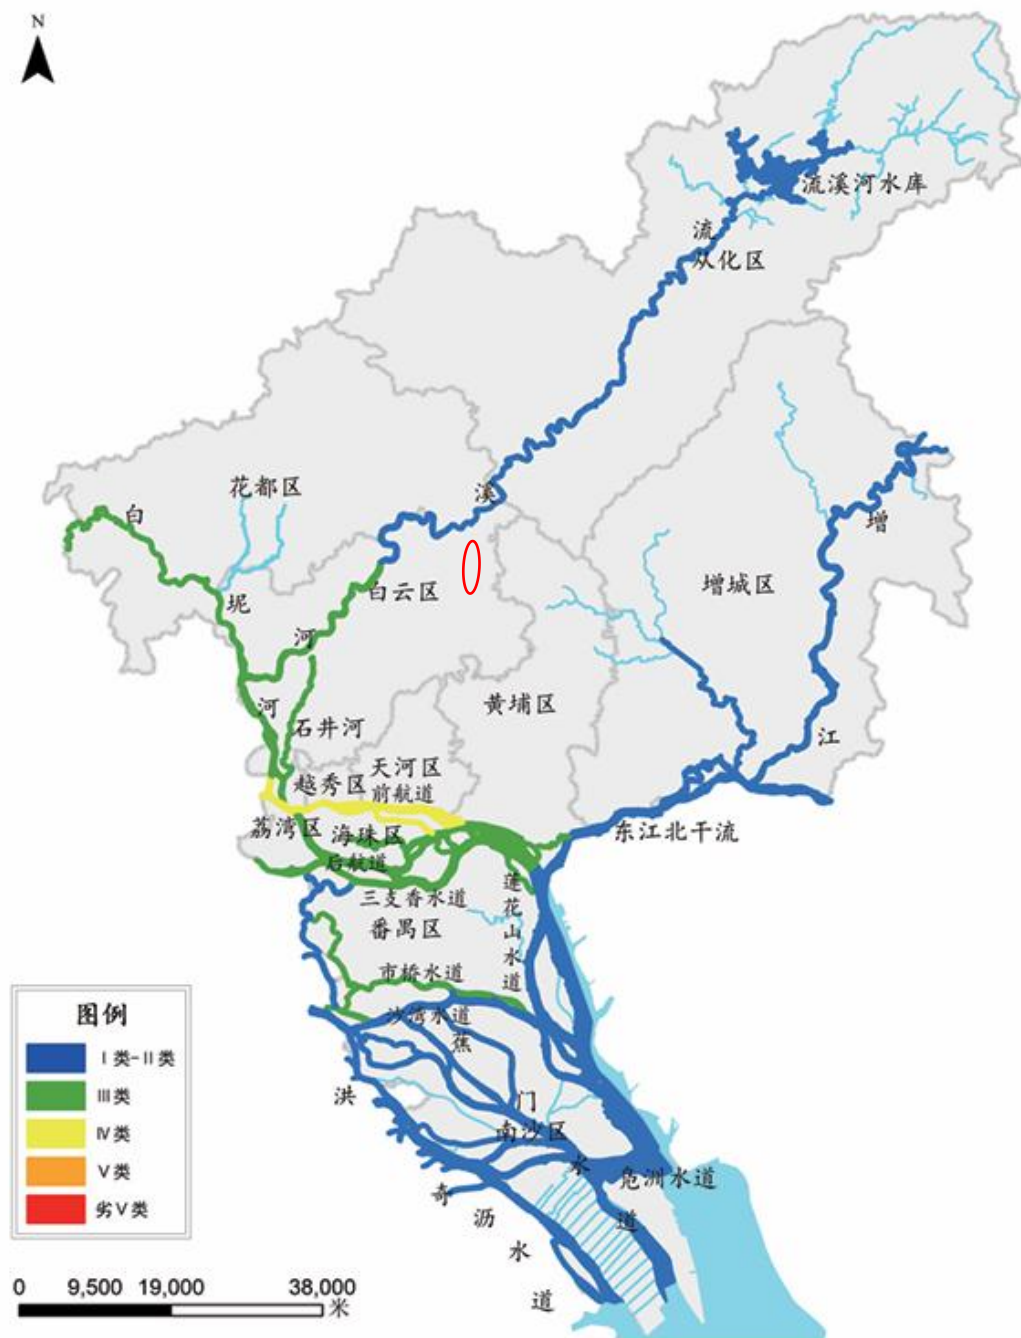 N
流溪河水库
流
从化区
溪
花都区
白
增
白云区
增城区
坭
河
河
石井河
黄埔区
江
天河区
越秀区
前航道
荔湾区
海珠区
东江北干流
后航道
三支香水道
莲花山水道
番禺区
市桥水道
沙湾水道
蕉
门
水
道
南沙区
凫洲水道
洪
奇
沥
水
道
图例
Ⅰ类-Ⅱ类
Ⅲ类
Ⅳ类
Ⅴ类
劣Ⅴ类
0 9,500 19,000 38,000
米